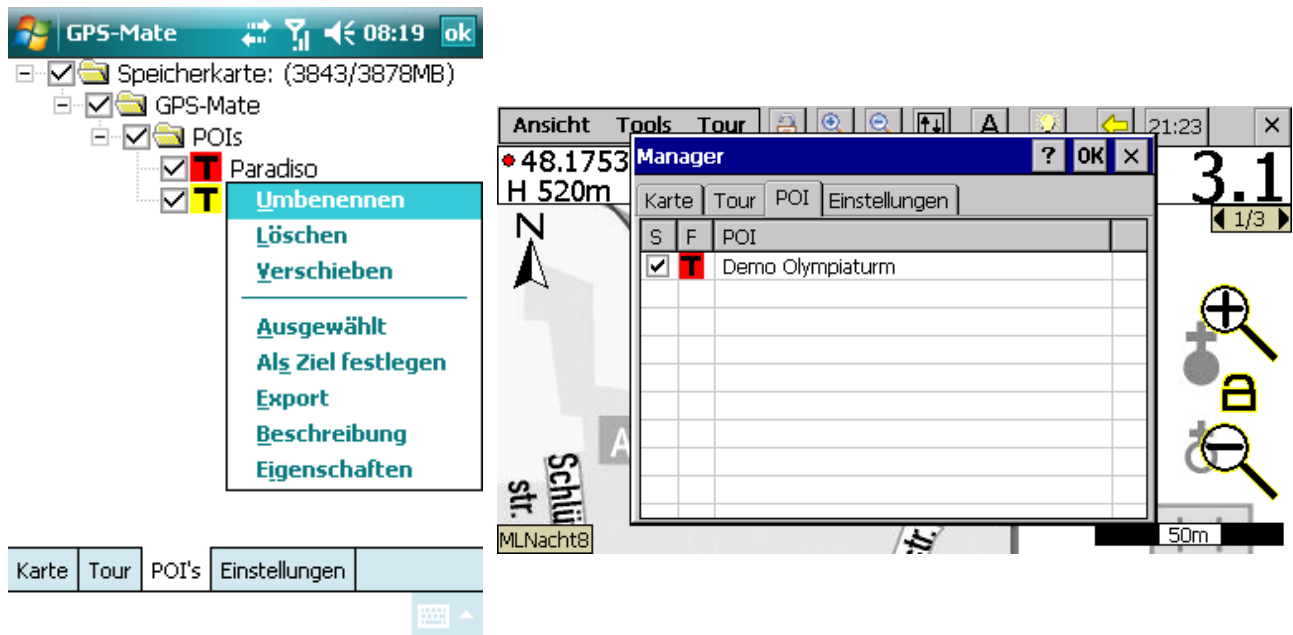 GPS-Mate 08:19 ok
Speicherkarte: (3843/3878MB)
GPS-Mate
POIs
T Paradiso
T
Umbenennen
Löschen
Verschieben
Ausgewählt
Als Ziel festlegen
Export
Beschreibung
Eigenschaften
Karte Tour POI's Einstellungen
Ansicht Tools Tour A 21:23
48.1753
H 520m
3.1
1/3
N
Manager ? OK
Karte Tour POI Einstellungen
S F POI
T Demo Olympiaturm
A
Schlü
str.
str.
MLNacht8
50m